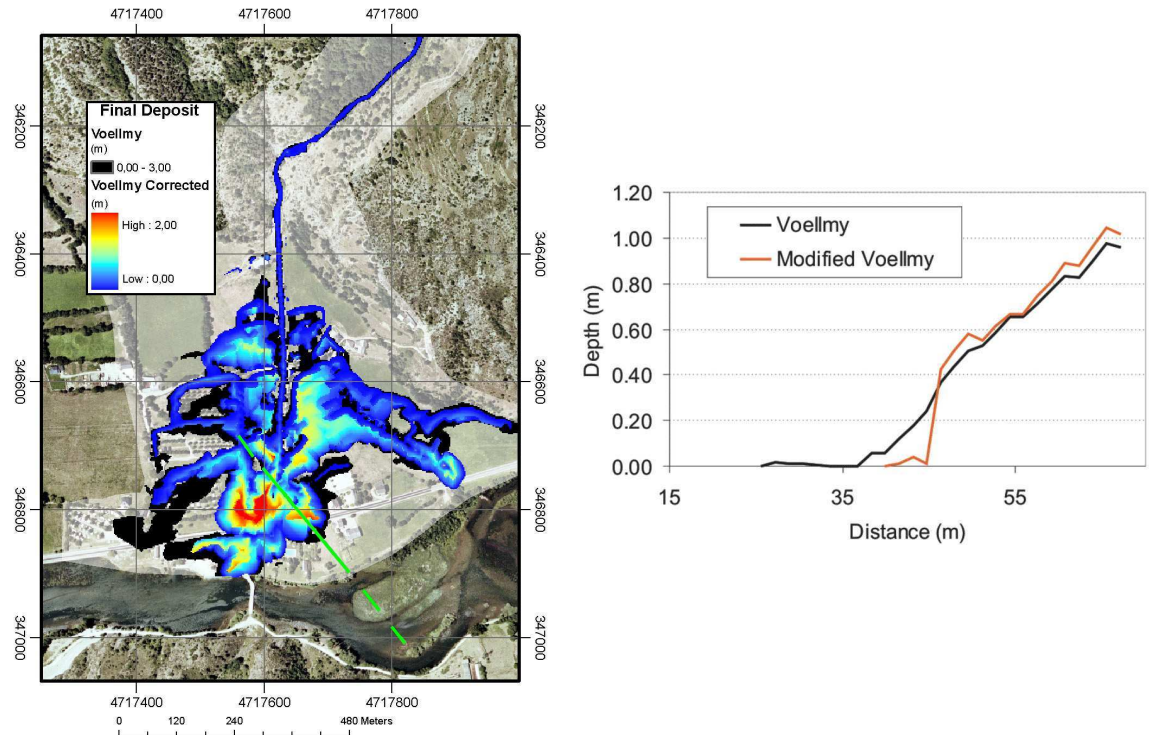 4717400 4717600 4717800
346200
346400
346600
346800
347000
346200
346400
346600
346800
347000
Final Deposit
Voellmy
(m)
0,00 - 3,00
Voellmy Corrected
(m)
High : 2,00
Low : 0,00
4717400 4717600 4717800
0 120 240 480 Meters
1.20
1.00
0.80
0.60
0.40
0.20
0.00
Depth (m)
Voellmy
Modified Voellmy
15 35 55
Distance (m)